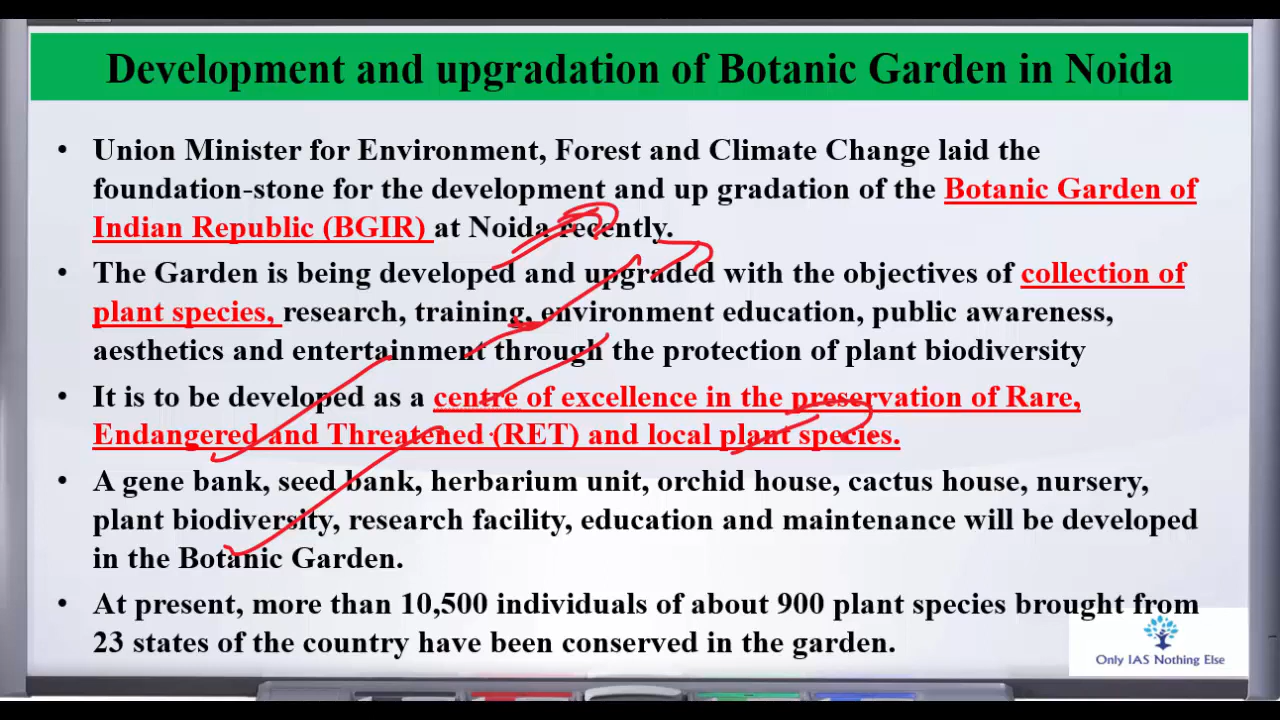 Development and upgradation of Botanic Garden in Noida
• Union Minister for Environment, Forest and Climate Change laid the
foundation-stone for the development and up gradation of the Botanic Garden of
Indian Republic (BGIR) at Noida recently.
• The Garden is being developed and upgraded with the objectives of collection of
plant species, research, training, environment education, public awareness,
aesthetics and entertainment through the protection of plant biodiversity
• It is to be developed as a centre of excellence in the preservation of Rare,
Endangered and Threatened (RET) and local plant species.
• A gene bank, seed bank, herbarium unit, orchid house, cactus house, nursery,
plant biodiversity, research facility, education and maintenance will be developed
in the Botanic Garden.
• At present, more than 10,500 individuals of about 900 plant species brought from
23 states of the country have been conserved in the garden.
Only IAS Nothing Else